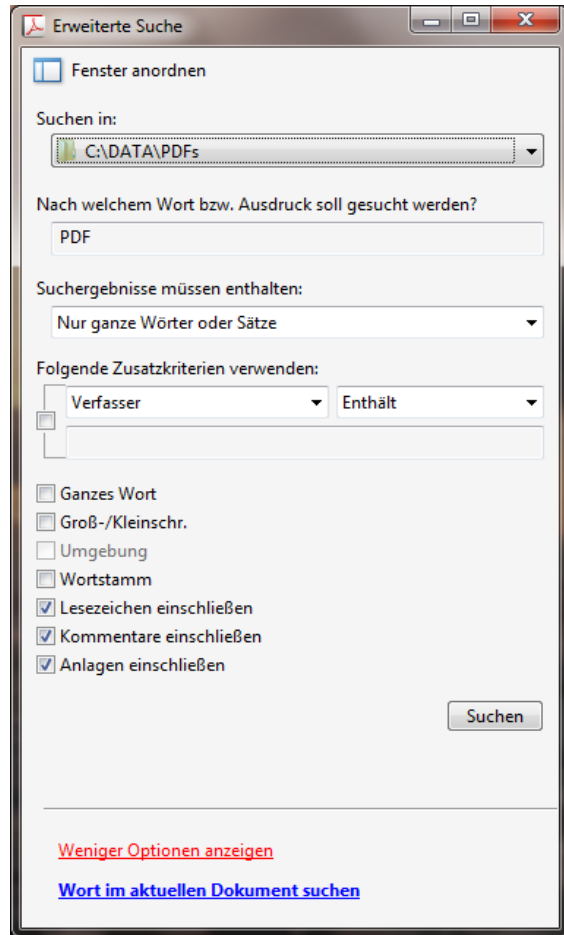 Erweiterte Suche
Fenster anordnen
Suchen in:
C:\DATA\PDFs
Nach welchem Wort bzw. Ausdruck soll gesucht werden?
PDF
Suchergebnisse müssen enthalten:
Nur ganze Wörter oder Sätze
Folgende Zusatzkriterien verwenden:
Verfasser Enthält
Ganzes Wort
Groß-/Kleinschr.
Umgebung
Wortstamm
Lesezeichen einschließen
Kommentare einschließen
Anlagen einschließen
Suchen
Weniger Optionen anzeigen
Wort im aktuellen Dokument suchen